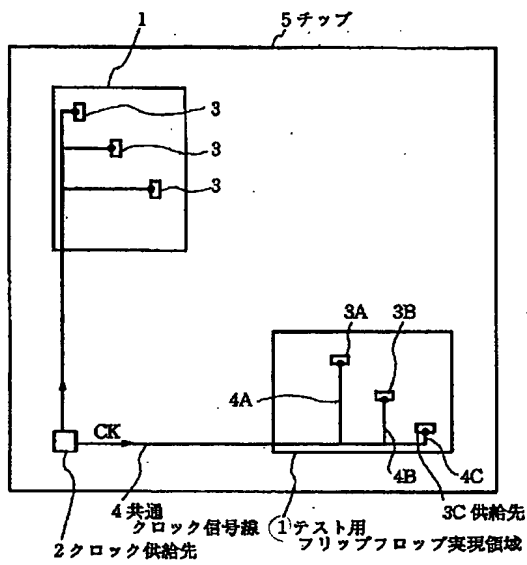 1
5 チップ
3
3
3
3A
3B
4A
CK
4B
4C
3C 供給先
4 共通
クロック信号線
2 クロック供給先
1 テスト用
フリップフロップ実現領域